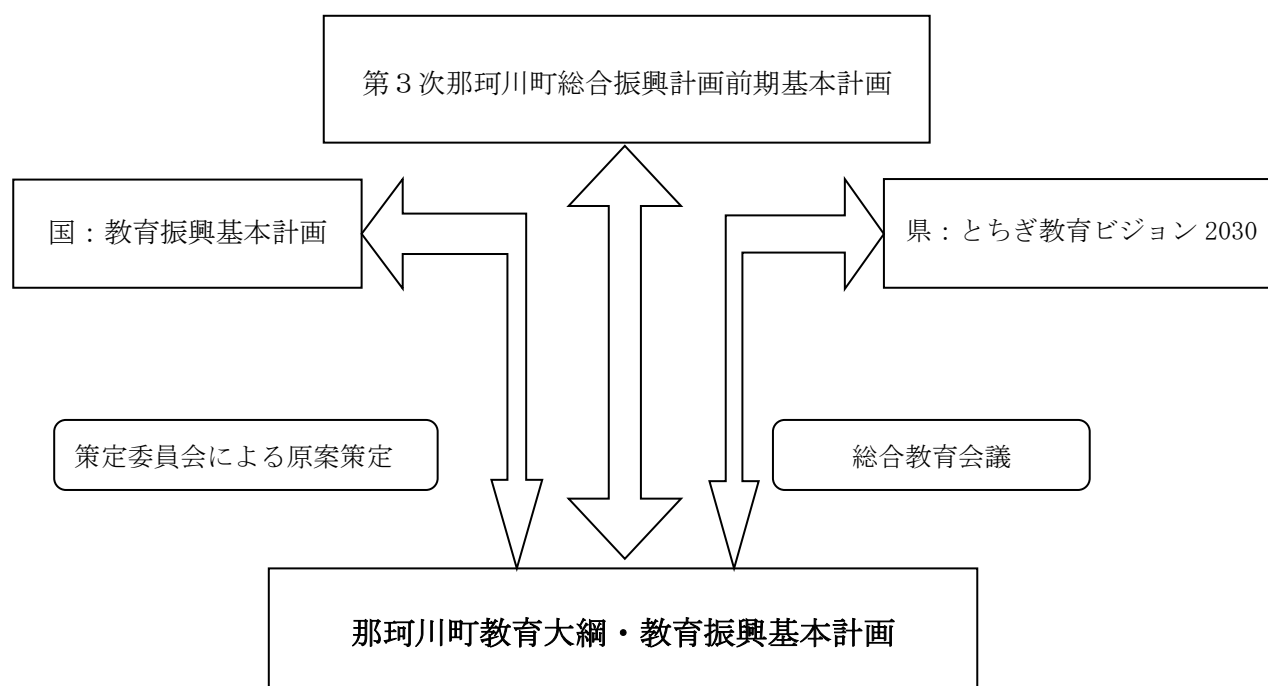 第３次那珂川町総合振興計画前期基本計画
国：教育振興基本計画
県：とちぎ教育ビジョン 2030
策定委員会による原案策定
総合教育会議
那珂川町教育大綱・教育振興基本計画